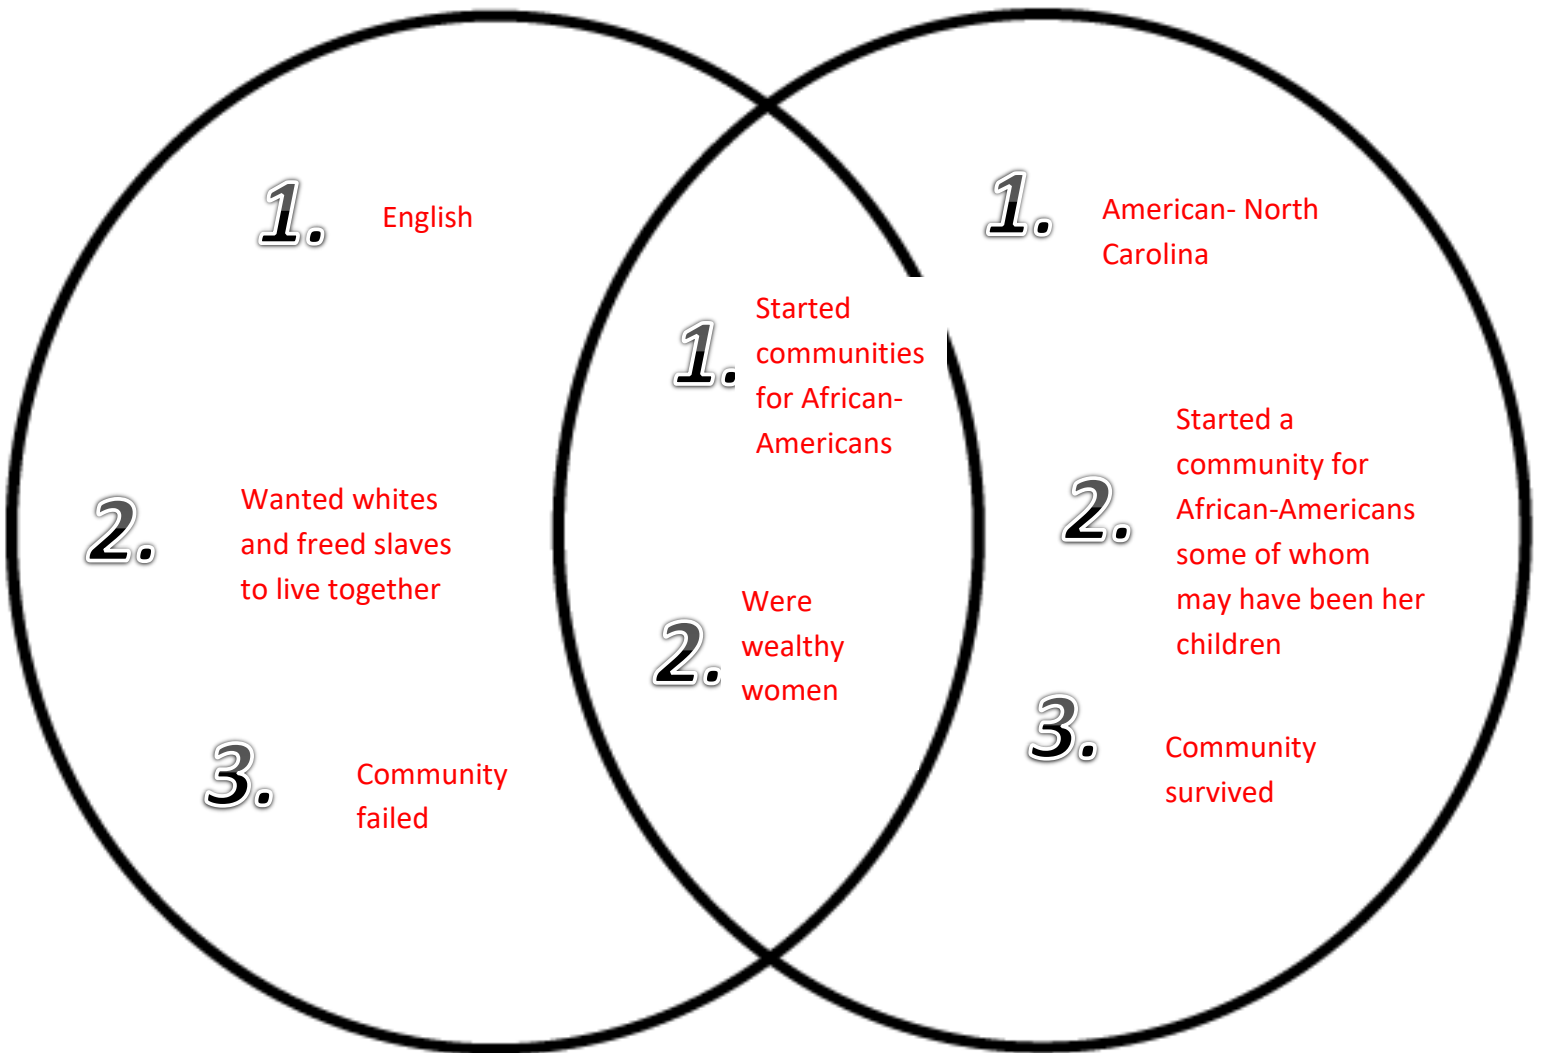 1. English
2. Wanted whites
and freed slaves
to live together
3. Community
failed
1. Started
communities
for African-
Americans
2. Were
wealthy
women
1. American- North
Carolina
2. Started a
community for
African-Americans
some of whom
may have been her
children
3. Community
survived